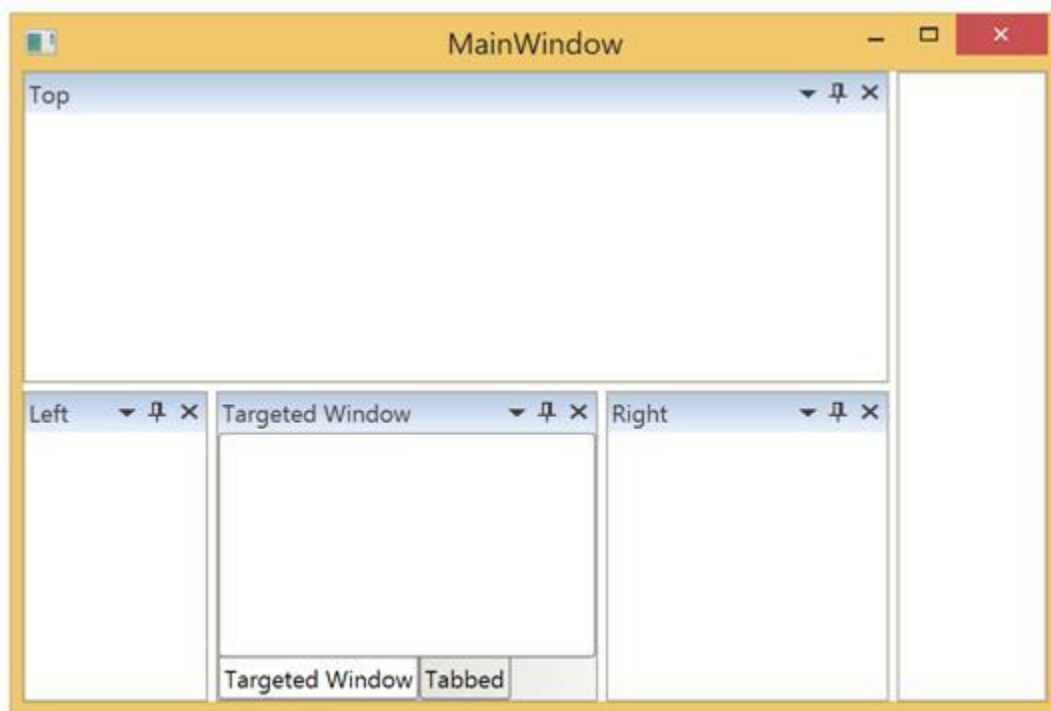 MainWindow
Top
Left
Targeted Window
Right
Targeted Window
Tabbed